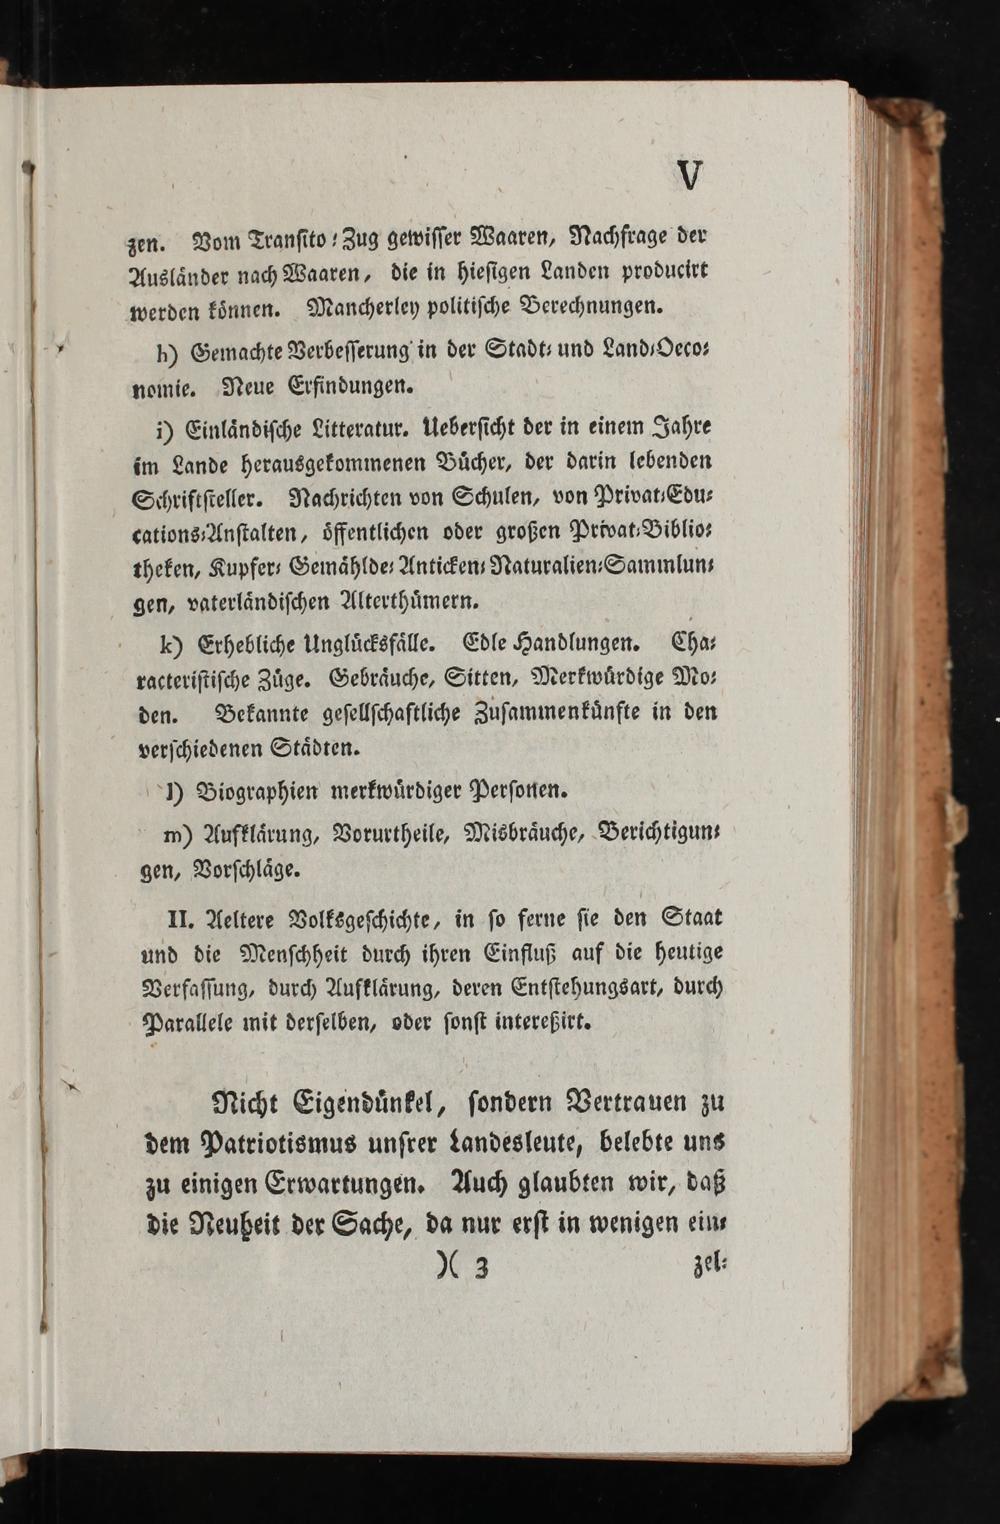 V
zen. Vom Tranſito⸗Zug gewiſſer Waaren, Nachfrage der
Ausländer nach Waaren, die in hieſigen Landen producirt
werden können. Mancherley politiſche Berechnungen.
h) Gemachte Verbeſſerung in der Stadt⸗ und Land⸗Oeco⸗
nomie. Neue Erfindungen.
i) Einländiſche Litteratur. Ueberſicht der in einem Jahre
im Lande herausgekommenen Bücher, der darin lebenden
Schriftſteller. Nachrichten von Schulen, von Privat⸗Edu⸗
cations⸗Anſtalten, öffentlichen oder großen Privat⸗Biblio⸗
theken, Kupfer⸗ Gemählde⸗ Anticken⸗ Naturalien⸗Sammlun⸗
gen, vaterländiſchen Alterthümern.
k) Erhebliche Unglücksfälle. Edle Handlungen. Cha⸗
racteriſtiſche Züge. Gebräuche, Sitten, Merkwürdige Mo⸗
den. Bekannte geſellſchaftliche Zuſammenkünfte in den
verſchiedenen Städten.
l) Biographien merkwürdiger Perſonen.
m) Aufklärung, Vorurtheile, Misbräuche, Berichtigun⸗
gen, Vorſchläge.
II. Aeltere Volksgeſchichte, in ſo ferne ſie den Staat
und die Menſchheit durch ihren Einfluß auf die heutige
Verfaſſung, durch Aufklärung, deren Entſtehungsart, durch
Parallele mit derſelben, oder ſonſt intereßirt.
Nicht Eigendünkel, ſondern Vertrauen zu
dem Patriotismus unſrer Landesleute, belebte uns
zu einigen Erwartungen. Auch glaubten wir, daß
die Neuheit der Sache, da nur erſt in wenigen ein⸗
)( 3 zel⸗